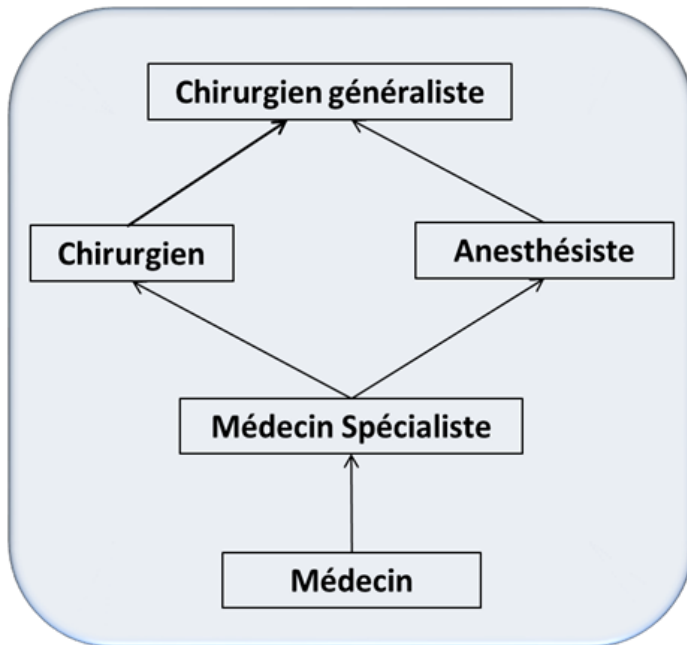 Chirurgien généraliste
Chirurgien
Anesthésiste
Médecin Spécialiste
Médecin